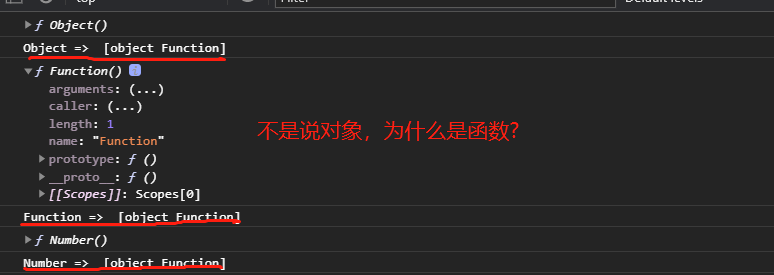 top
Filter
Default levels
ƒ Object()
Object => [object Function]
ƒ Function() i
arguments: (...)
caller: (...)
length: 1
name: "Function"
prototype: ƒ ()
__proto__: ƒ ()
[[Scopes]]: Scopes[0]
不是说对象，为什么是函数?
Function => [object Function]
ƒ Number()
Number => [object Function]